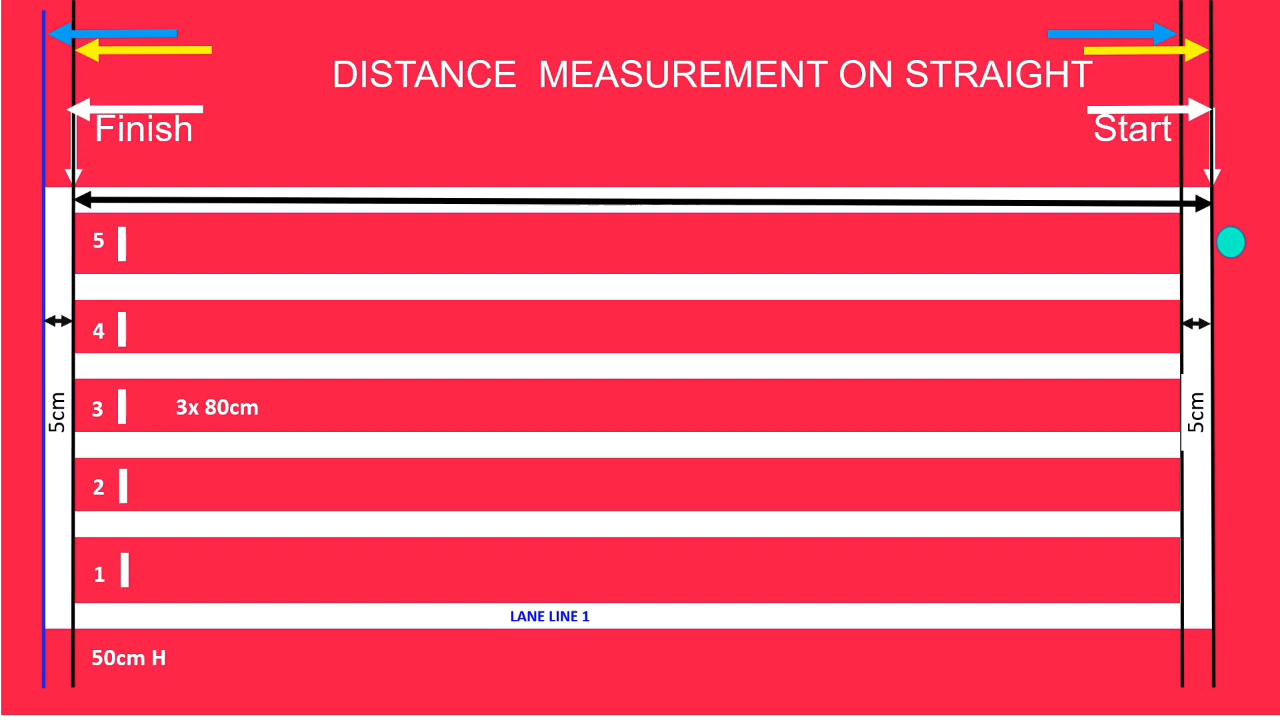 DISTANCE  MEASUREMENT ON STRAIGHT
Finish
Start
5
4
3
3x 80cm
5cm
5cm
2
1
LANE LINE 1
50cm H